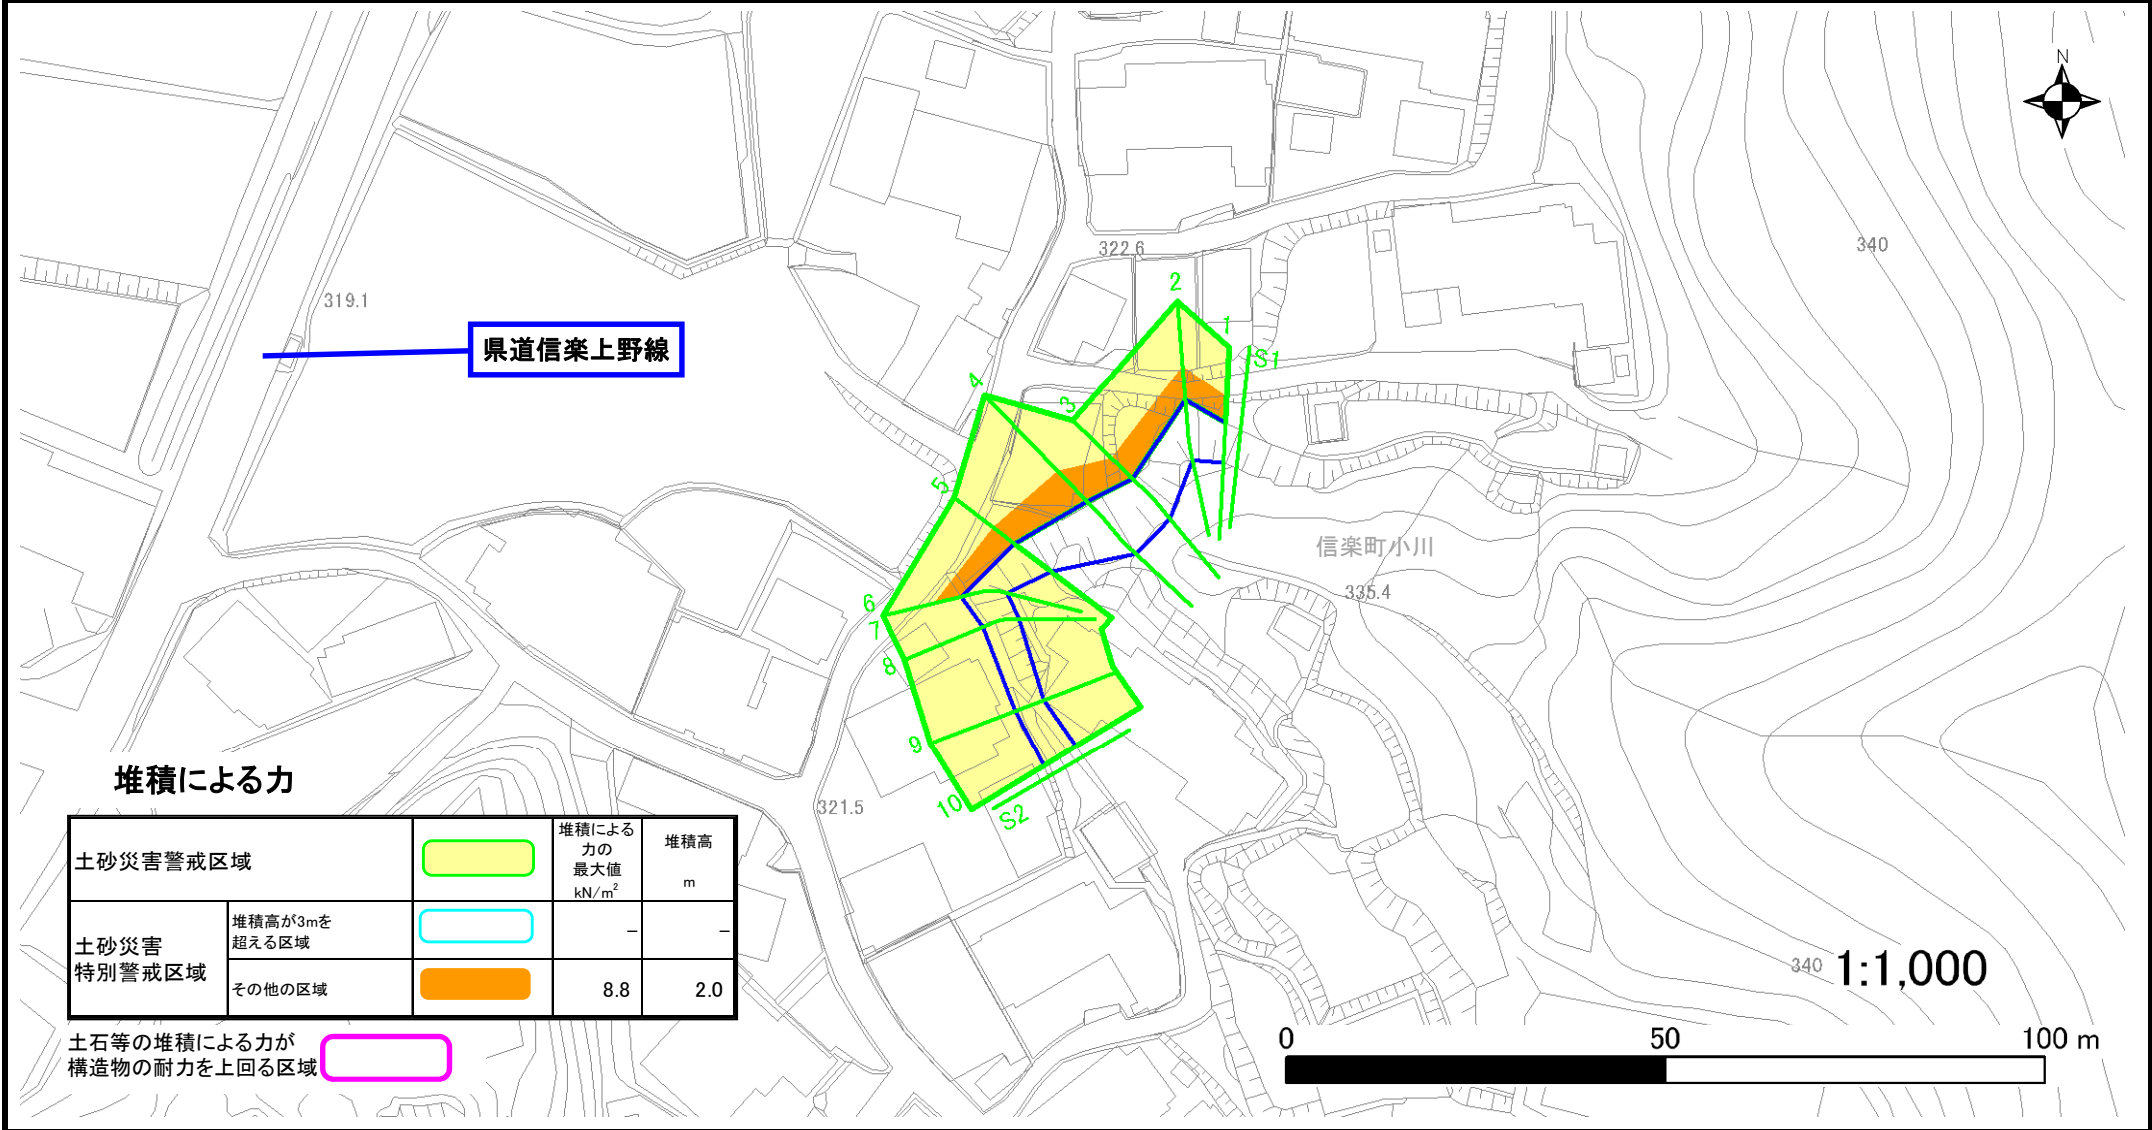 N
340
322.6
319.1
県道信楽上野線
2
1
S1
3
4
5
6
7
8
9
10
S2
信楽町小川
335.4
321.5
340
1:1,000
0 50 100 m
堆積による力
土砂災害警戒区域
堆積による
力の
最大値
kN/m²
堆積高
m
土砂災害
特別警戒区域
堆積高が3mを
超える区域
– –
その他の区域
8.8 2.0
土石等の堆積による力が
構造物の耐力を上回る区域